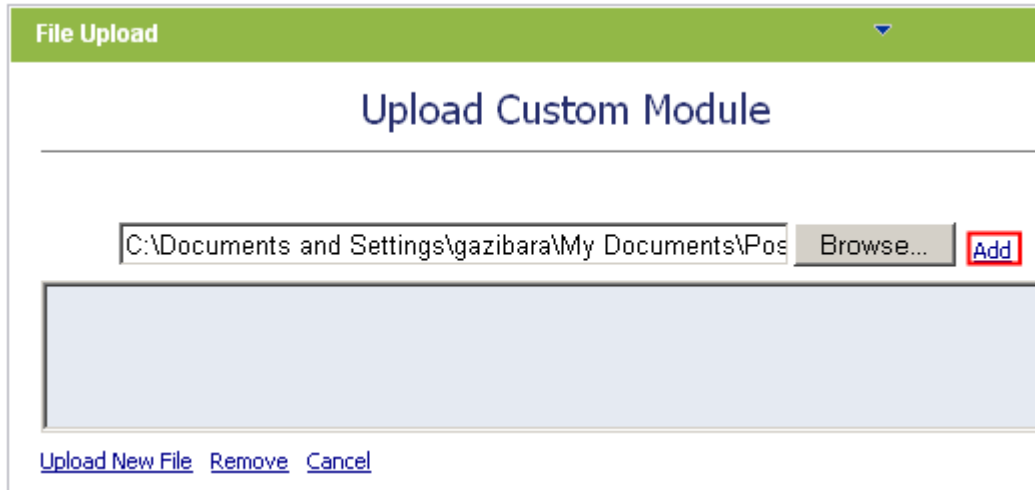 File Upload
Upload Custom Module
C:\Documents and Settings\gazibara\My Documents\Pos Browse... Add
Upload New File Remove Cancel